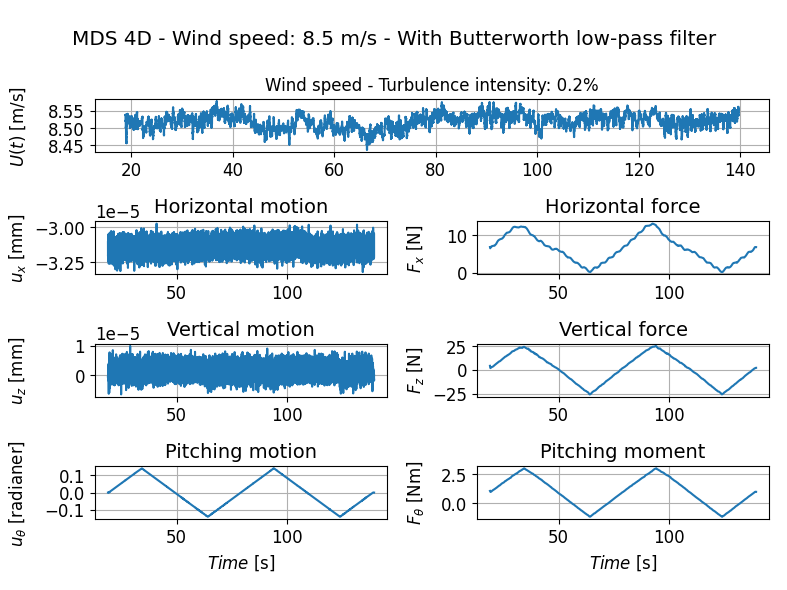 MDS 4D - Wind speed: 8.5 m/s - With Butterworth low-pass filter
Wind speed - Turbulence intensity: 0.2%
U(t) [m/s]
8.55
8.50
8.45
20 40 60 80 100 120 140
1e−5 Horizontal motion
Horizontal force
u_x [mm]
−3.00
−3.25
50 100
F_x [N]
10
0
50 100
1e−5 Vertical motion
Vertical force
u_z [mm]
1
0
50 100
F_z [N]
25
0
−25
50 100
Pitching motion
Pitching moment
u_θ [radianer]
0.1
0.0
−0.1
50 100
F_θ [Nm]
2.5
0.0
50 100
Time [s]
Time [s]